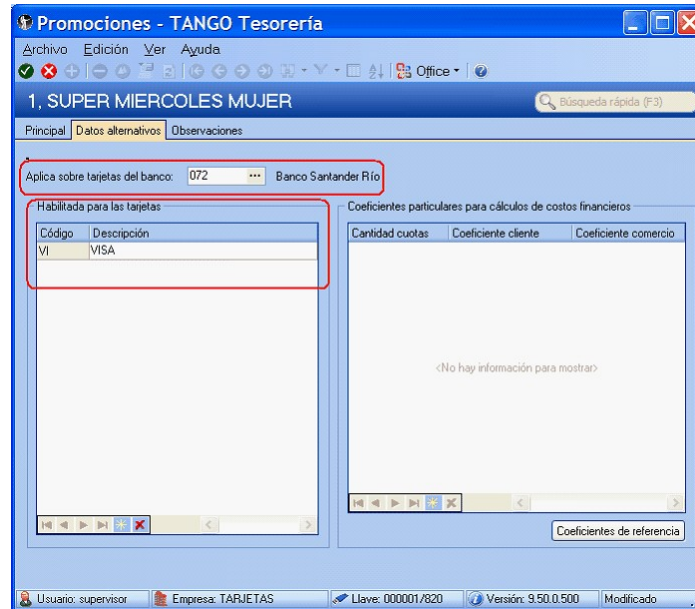 Promociones - TANGO Tesorería
Archivo Edición Ver Ayuda
Office
1, SUPER MIERCOLES MUJER
Búsqueda rápida (F3)
Principal Datos alternativos Observaciones
Aplica sobre tarjetas del banco: 072 ... Banco Santander Río
Habilitada para las tarjetas
Código Descripción
VI VISA
Coeficientes particulares para cálculos de costos financieros
Cantidad cuotas Coeficiente cliente Coeficiente comercio
<No hay información para mostrar>
Coeficientes de referencia
Usuario: supervisor Empresa: TARJETAS Llave: 000001/820 Versión: 9.50.0.500 Modificado